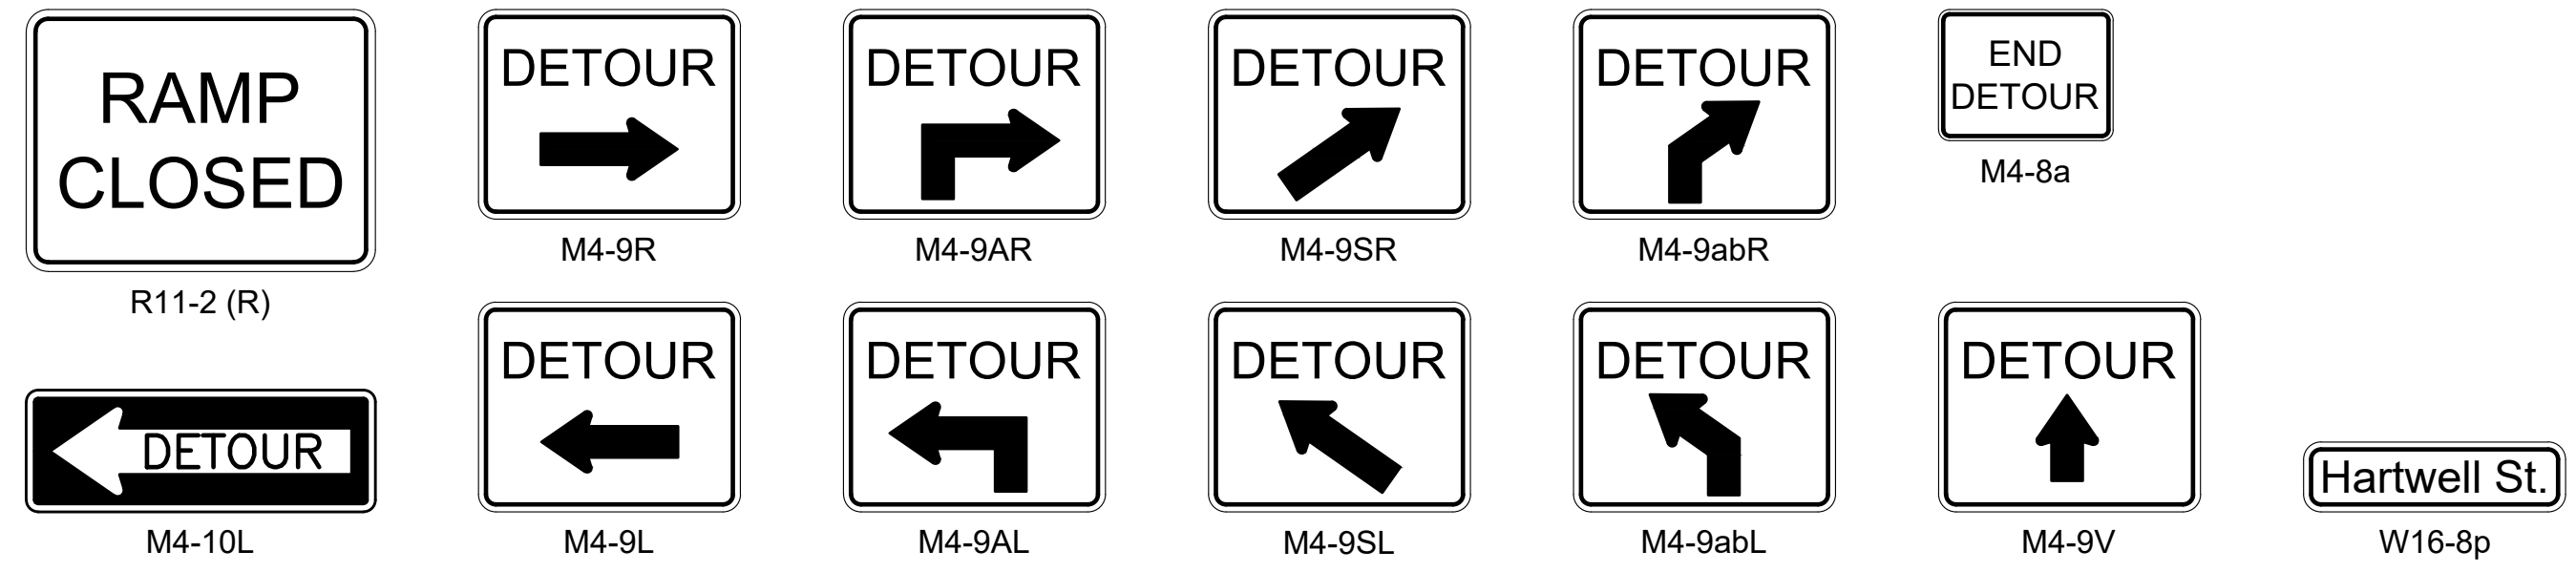 RAMP
CLOSED
R11-2 (R)
DETOUR
M4-9R
DETOUR
M4-9AR
DETOUR
M4-9SR
DETOUR
M4-9abR
END
DETOUR
M4-8a
DETOUR
M4-10L
DETOUR
M4-9L
DETOUR
M4-9AL
DETOUR
M4-9SL
DETOUR
M4-9abL
DETOUR
M4-9V
Hartwell St.
W16-8p